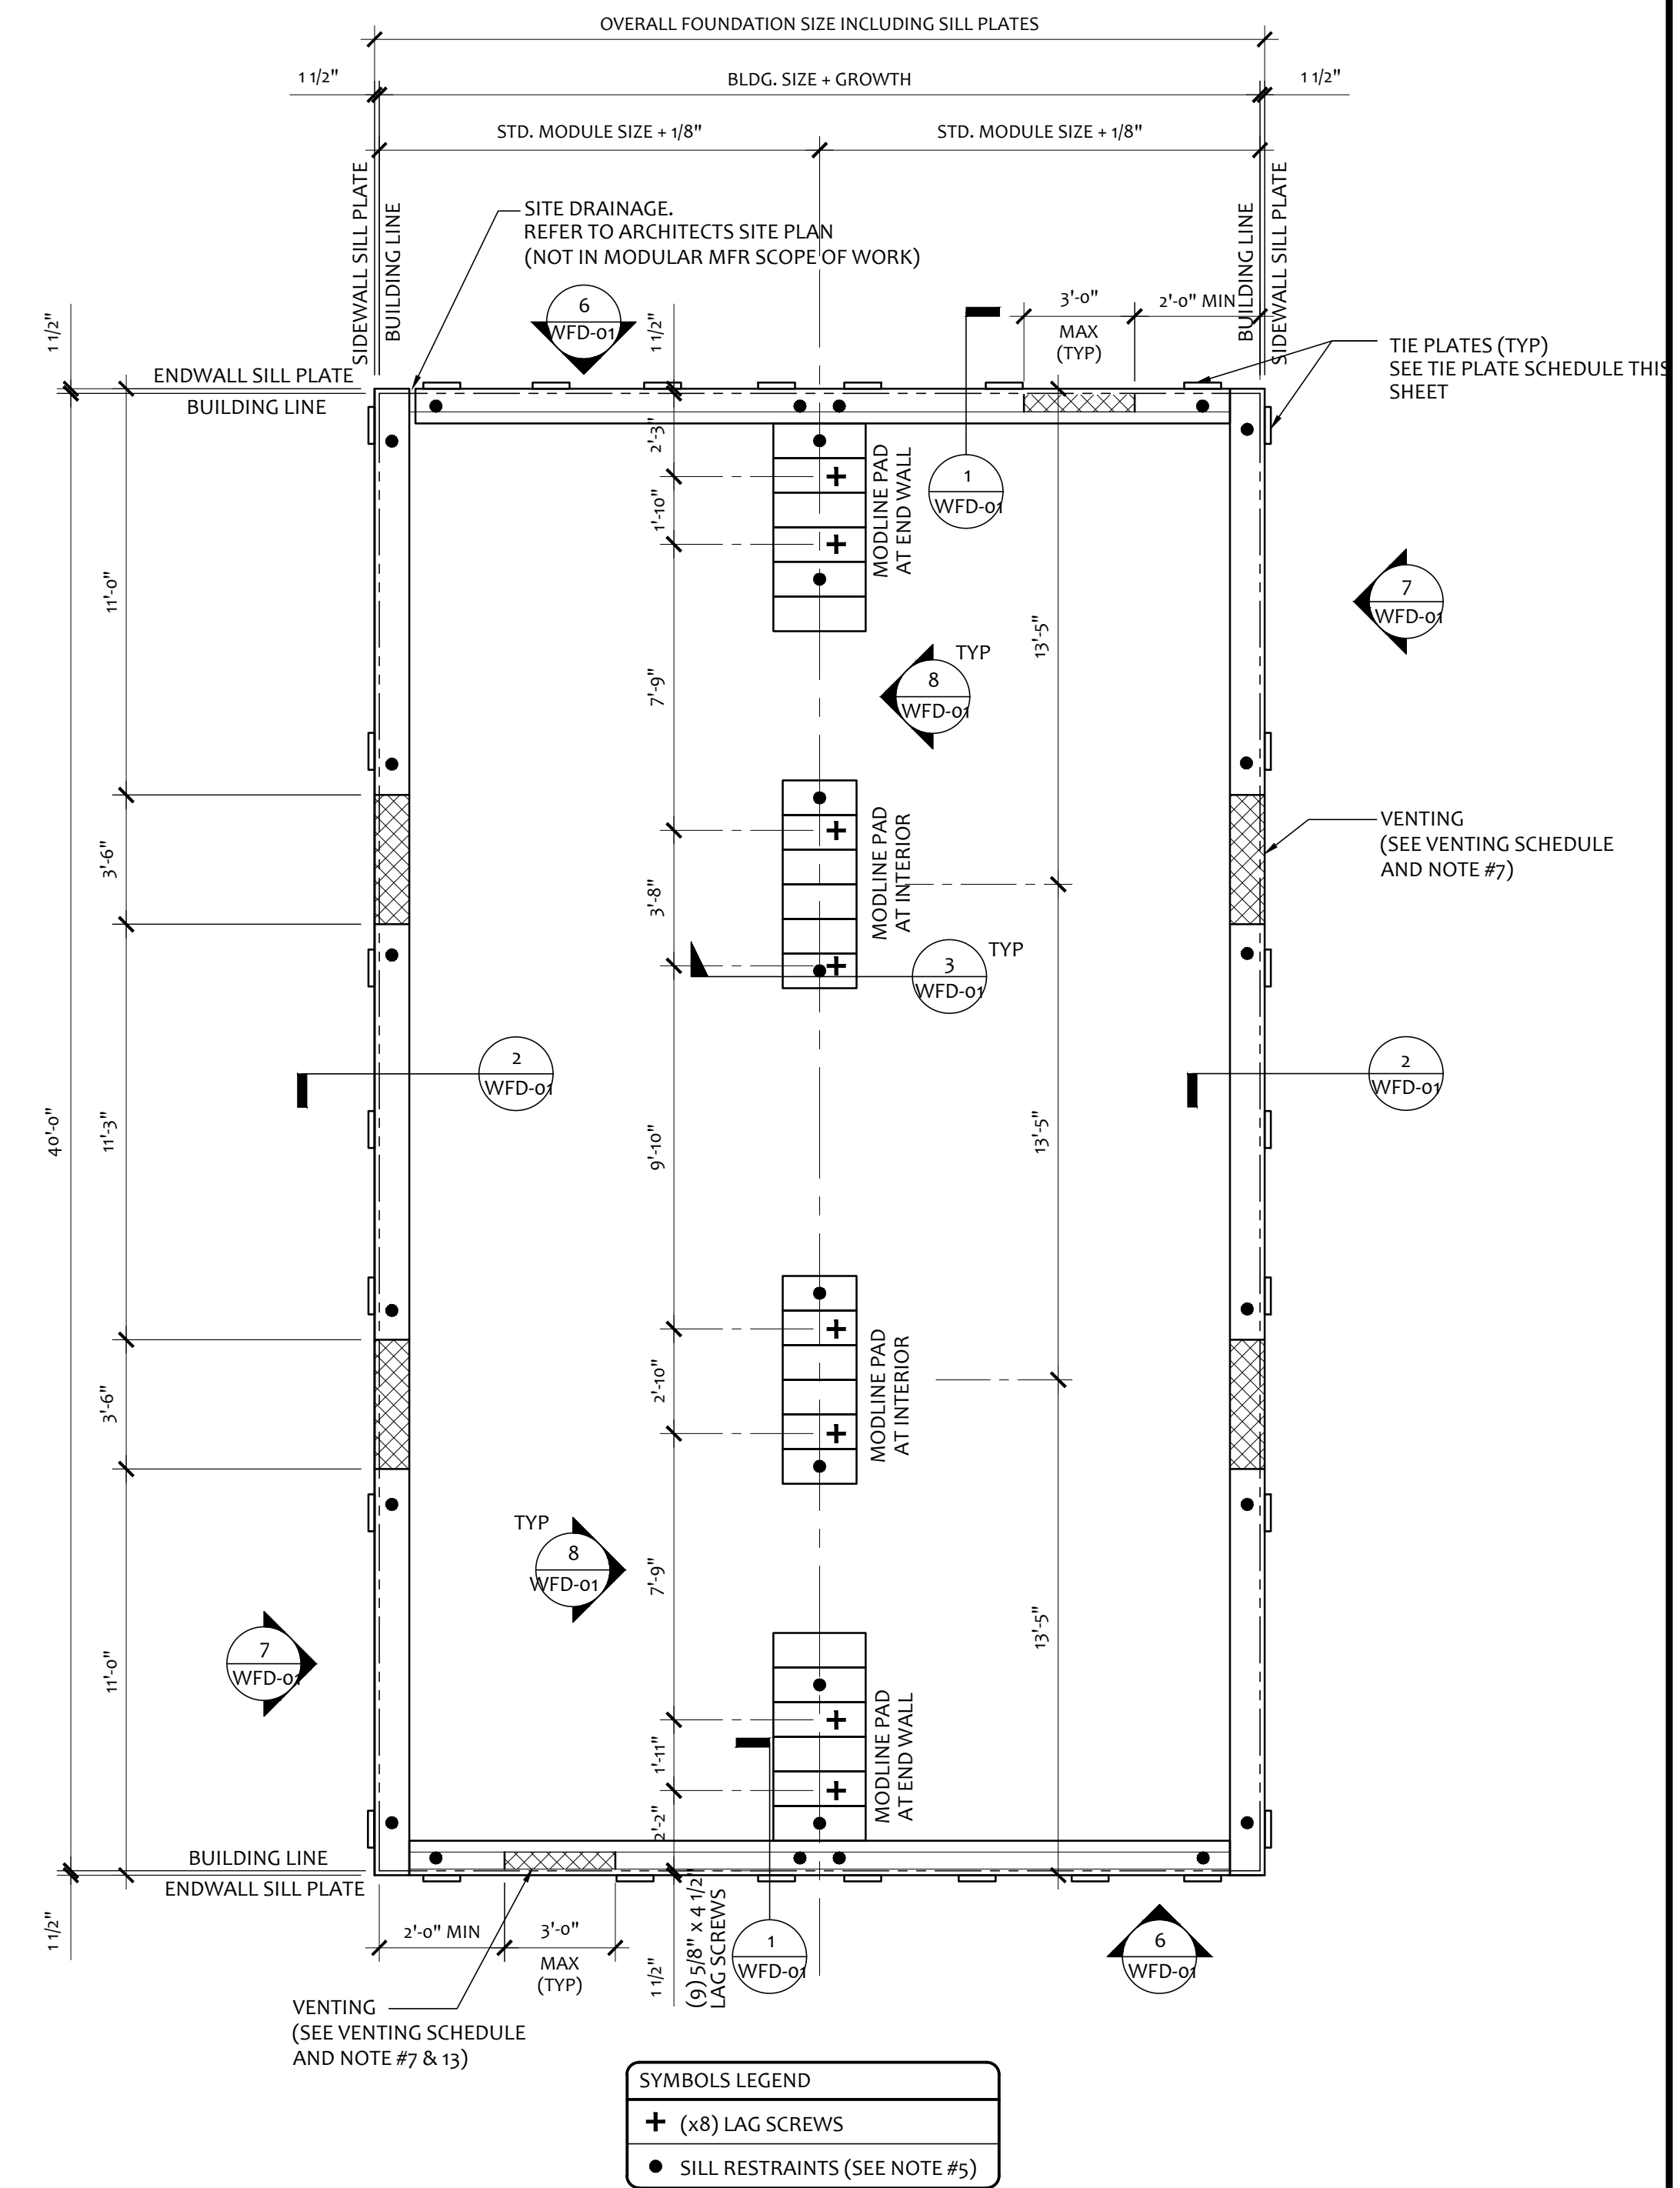 OVERALL FOUNDATION SIZE INCLUDING SILL PLATES
1 1/2"
BLDG. SIZE + GROWTH
1 1/2"
STD. MODULE SIZE + 1/8"
STD. MODULE SIZE + 1/8"
SIDEWALL SILL PLATE
BUILDING LINE
BUILDING LINE
SIDEWALL SILL PLATE
SITE DRAINAGE.
REFER TO ARCHITECTS SITE PLAN
(NOT IN MODULAR MFR SCOPE OF WORK)
6
WFD-01
1 1/2"
1 1/2"
3'-0"
MAX
(TYP)
2'-0" MIN
TIE PLATES (TYP)
SEE TIE PLATE SCHEDULE THIS
SHEET
ENDWALL SILL PLATE
BUILDING LINE
2'-3"
1'-10"
MODLINE PAD
AT END WALL
1
WFD-01
11'-0"
7
WFD-01
13'-5"
7'-9"
TYP
8
WFD-01
VENTING
(SEE VENTING SCHEDULE
AND NOTE #7)
3'-6"
3'-8"
MODLINE PAD
AT INTERIOR
3
WFD-01
TYP
2
WFD-01
2
WFD-01
40'-0"
11'-3"
9'-10"
13'-5"
3'-6"
2'-10"
MODLINE PAD
AT INTERIOR
TYP
8
WFD-01
7'-9"
13'-5"
7
WFD-01
11'-0"
1'-11"
2'-2"
MODLINE PAD
AT END WALL
BUILDING LINE
ENDWALL SILL PLATE
1 1/2"
2'-0" MIN
3'-0"
MAX
(TYP)
1 1/2"
(9) 5/8" x 4 1/2"
LAG SCREWS
1
WFD-01
6
WFD-01
VENTING
(SEE VENTING SCHEDULE
AND NOTE #7 & 13)
SYMBOLS LEGEND
(x8) LAG SCREWS
SILL RESTRAINTS (SEE NOTE #5)